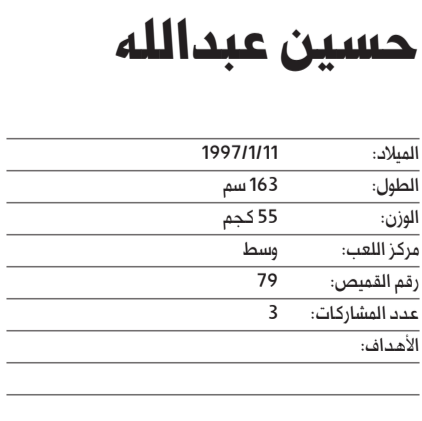 حسين عبدالله
الميلاد: 1997/1/11
الطول: 163 سم
الوزن: 55 كجم
مركز اللعب: وسط
رقم القميص: 79
عدد المشاركات: 3
الأهداف: